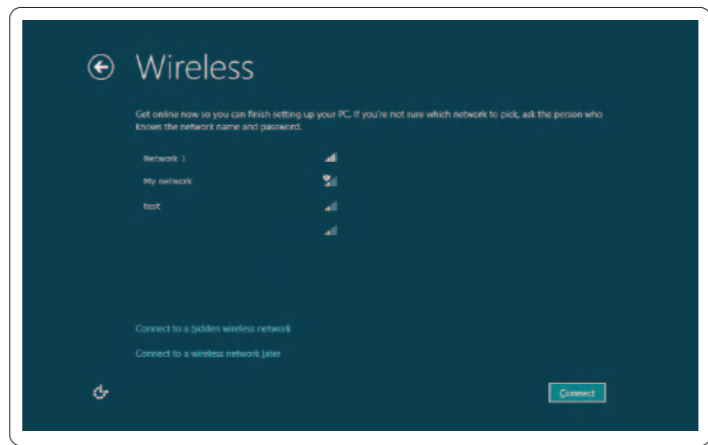 Wireless
Get online now so you can finish setting up your PC. If you're not sure which network to pick, ask the person who
knows the network name and password.
Network 1
My network
test
Connect to a hidden wireless network
Connect to a wireless network later
Connect